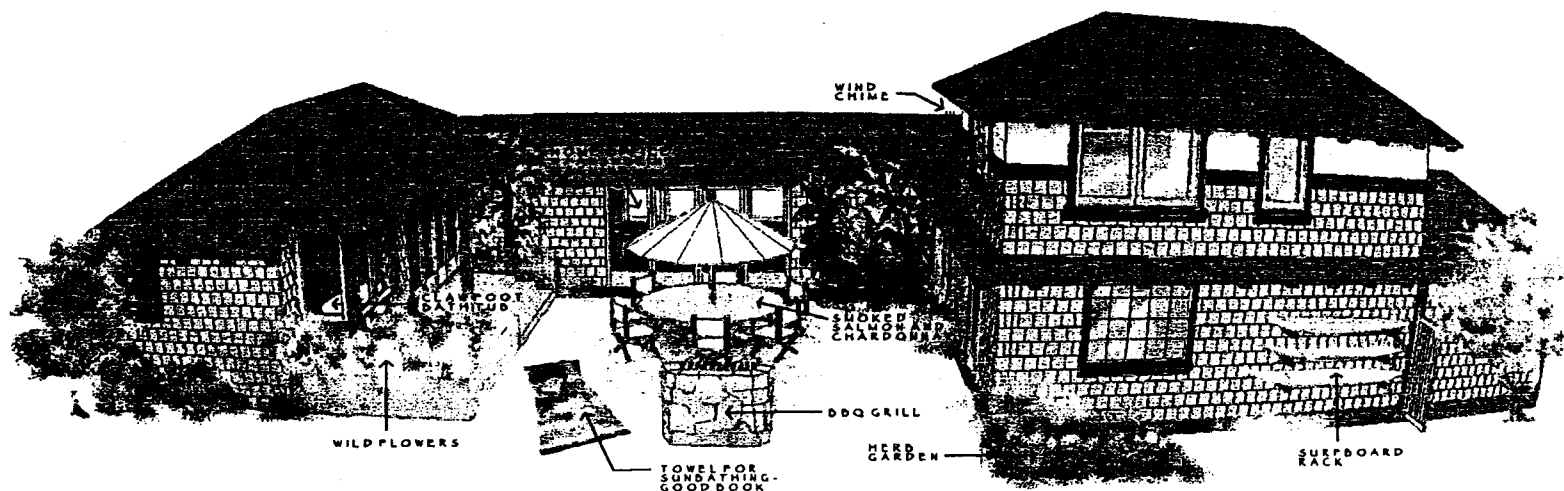 WIND
CHIME
CLAWFOOT
BATHTUB
SMOKED
SALMON AND
CHARDONNAY
BBQ GRILL
WILDFLOWERS
HERB
GARDEN
SURFBOARD
RACK
TOWEL FOR
SUNBATHING-
GOOD BOOK